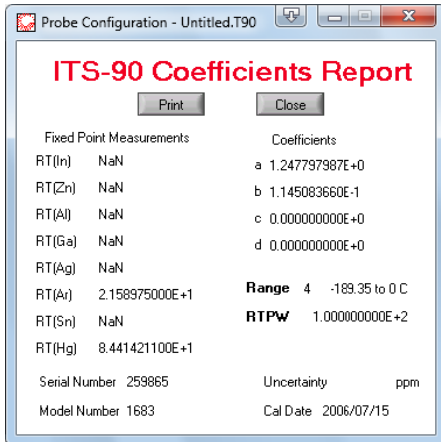 Probe Configuration - Untitled.T90
ITS-90 Coefficients Report
Print Close
Fixed Point Measurements
RT(In) NaN
RT(Zn) NaN
RT(Al) NaN
RT(Ga) NaN
RT(Ag) NaN
RT(Ar) 2.158975000E+1
RT(Sn) NaN
RT(Hg) 8.441421100E+1
Coefficients
a 1.247797987E+0
b 1.145083660E-1
c 0.000000000E+0
d 0.000000000E+0
Range 4 -189.35 to 0 C
RTPW 1.000000000E+2
Serial Number 259865
Uncertainty ppm
Model Number 1683
Cal Date 2006/07/15